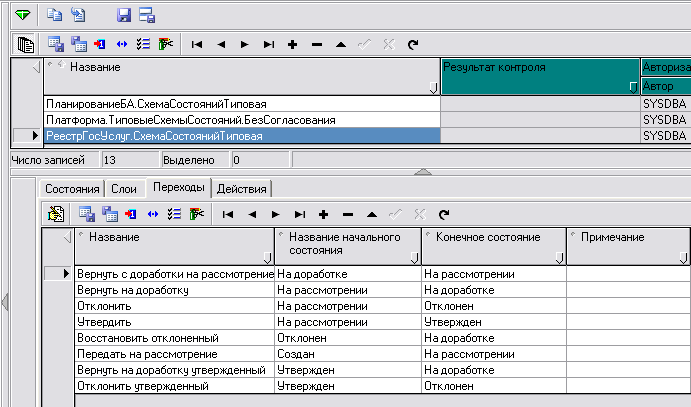 Название Результат контроля Авториза
Автор
ПланированиеБА.СхемаСостоянийТиповая SYSDBA
Платформа.ТиповыеСхемыСостояний.БезСогласования SYSDBA
РеестрГосУслуг.СхемаСостоянийТиповая SYSDBA
Число записей 13 Выделено 0
Состояния Слои Переходы Действия
Название Название начального состояния Конечное состояние Примечание
Вернуть с доработки на рассмотрение На доработке На рассмотрении
Вернуть на доработку На рассмотрении На доработке
Отклонить На рассмотрении Отклонен
Утвердить На рассмотрении Утвержден
Восстановить отклоненный Отклонен На доработке
Передать на рассмотрение Создан На рассмотрении
Вернуть на доработку утвержденный Утвержден На доработке
Отклонить утвержденный Утвержден Отклонен